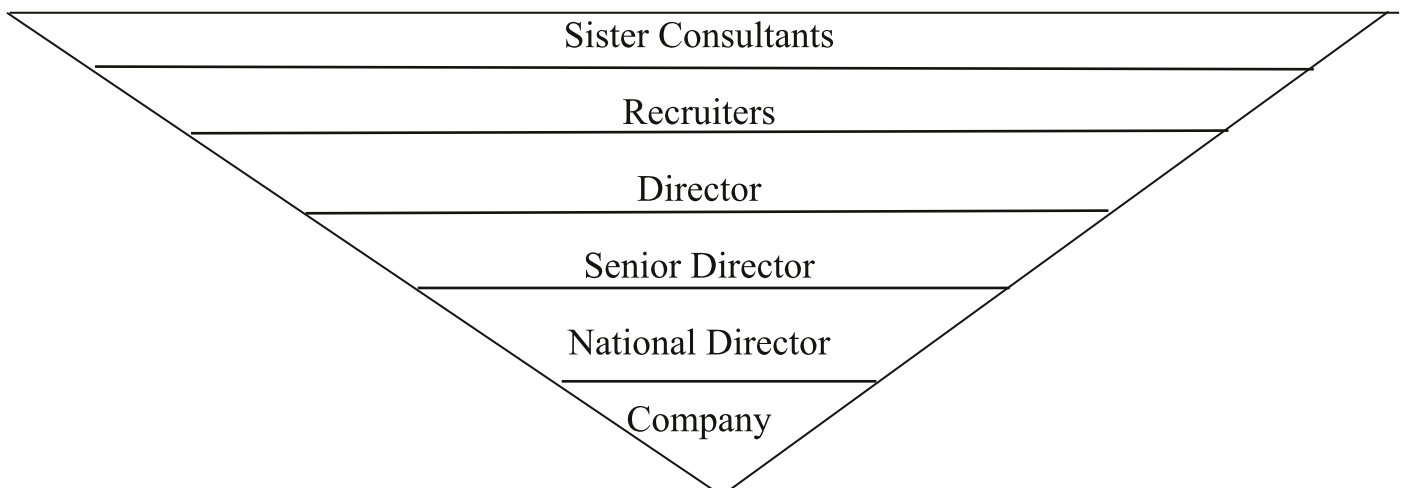 Sister Consultants
Recruiters
Director
Senior Director
National Director
Company